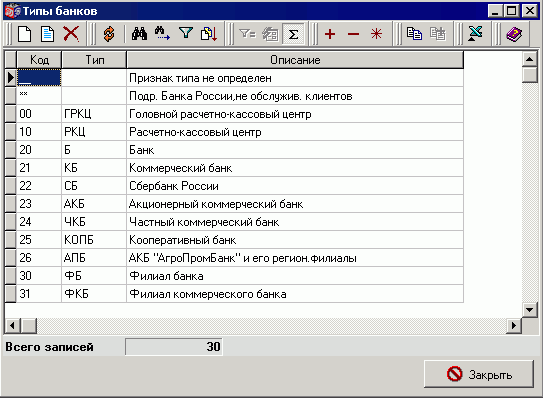 Типы банков
Код Тип Описание
Признак типа не определен
** Подр. Банка России,не обслужив. клиентов
00 ГРКЦ Головной расчетно-кассовый центр
10 РКЦ Расчетно-кассовый центр
20 Б Банк
21 КБ Коммерческий банк
22 СБ Сбербанк России
23 АКБ Акционерный коммерческий банк
24 ЧКБ Частный коммерческий банк
25 КОПБ Кооперативный банк
26 АПБ АКБ "АгроПромБанк" и его регион.филиалы
30 ФБ Филиал банка
31 ФКБ Филиал коммерческого банка
Всего записей 30
Закрыть